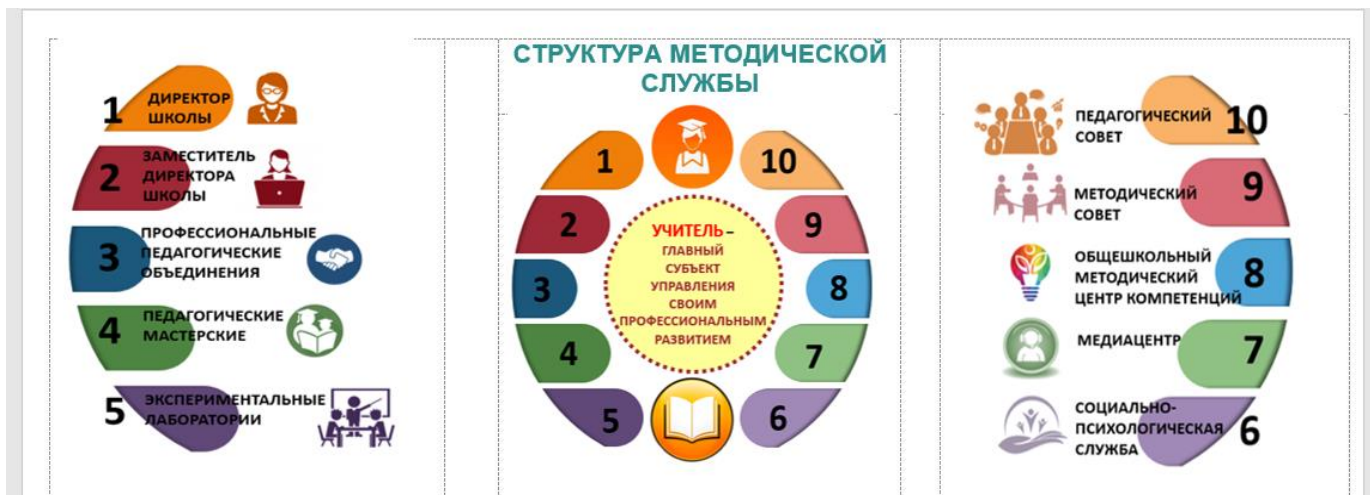 1
ДИРЕКТОР
ШКОЛЫ
2
ЗАМЕСТИТЕЛЬ
ДИРЕКТОРА
ШКОЛЫ
3
ПРОФЕССИОНАЛЬНЫЕ
ПЕДАГОГИЧЕСКИЕ
ОБЪЕДИНЕНИЯ
4
ПЕДАГОГИЧЕСКИЕ
МАСТЕРСКИЕ
5
ЭКСПЕРИМЕНТАЛЬНЫЕ
ЛАБОРАТОРИИ
СТРУКТУРА МЕТОДИЧЕСКОЙ
СЛУЖБЫ
1
10
2
9
3
8
4
7
5
6
УЧИТЕЛЬ –
ГЛАВНЫЙ
СУБЪЕКТ
УПРАВЛЕНИЯ
СВОИМ
ПРОФЕССИОНАЛЬНЫМ
РАЗВИТИЕМ
ПЕДАГОГИЧЕСКИЙ
СОВЕТ
10
МЕТОДИЧЕСКИЙ
СОВЕТ
9
ОБЩЕШКОЛЬНЫЙ
МЕТОДИЧЕСКИЙ
ЦЕНТР КОМПЕТЕНЦИЙ
8
МЕДИАЦЕНТР
7
СОЦИАЛЬНО-
ПСИХОЛОГИЧЕСКАЯ
СЛУЖБА
6